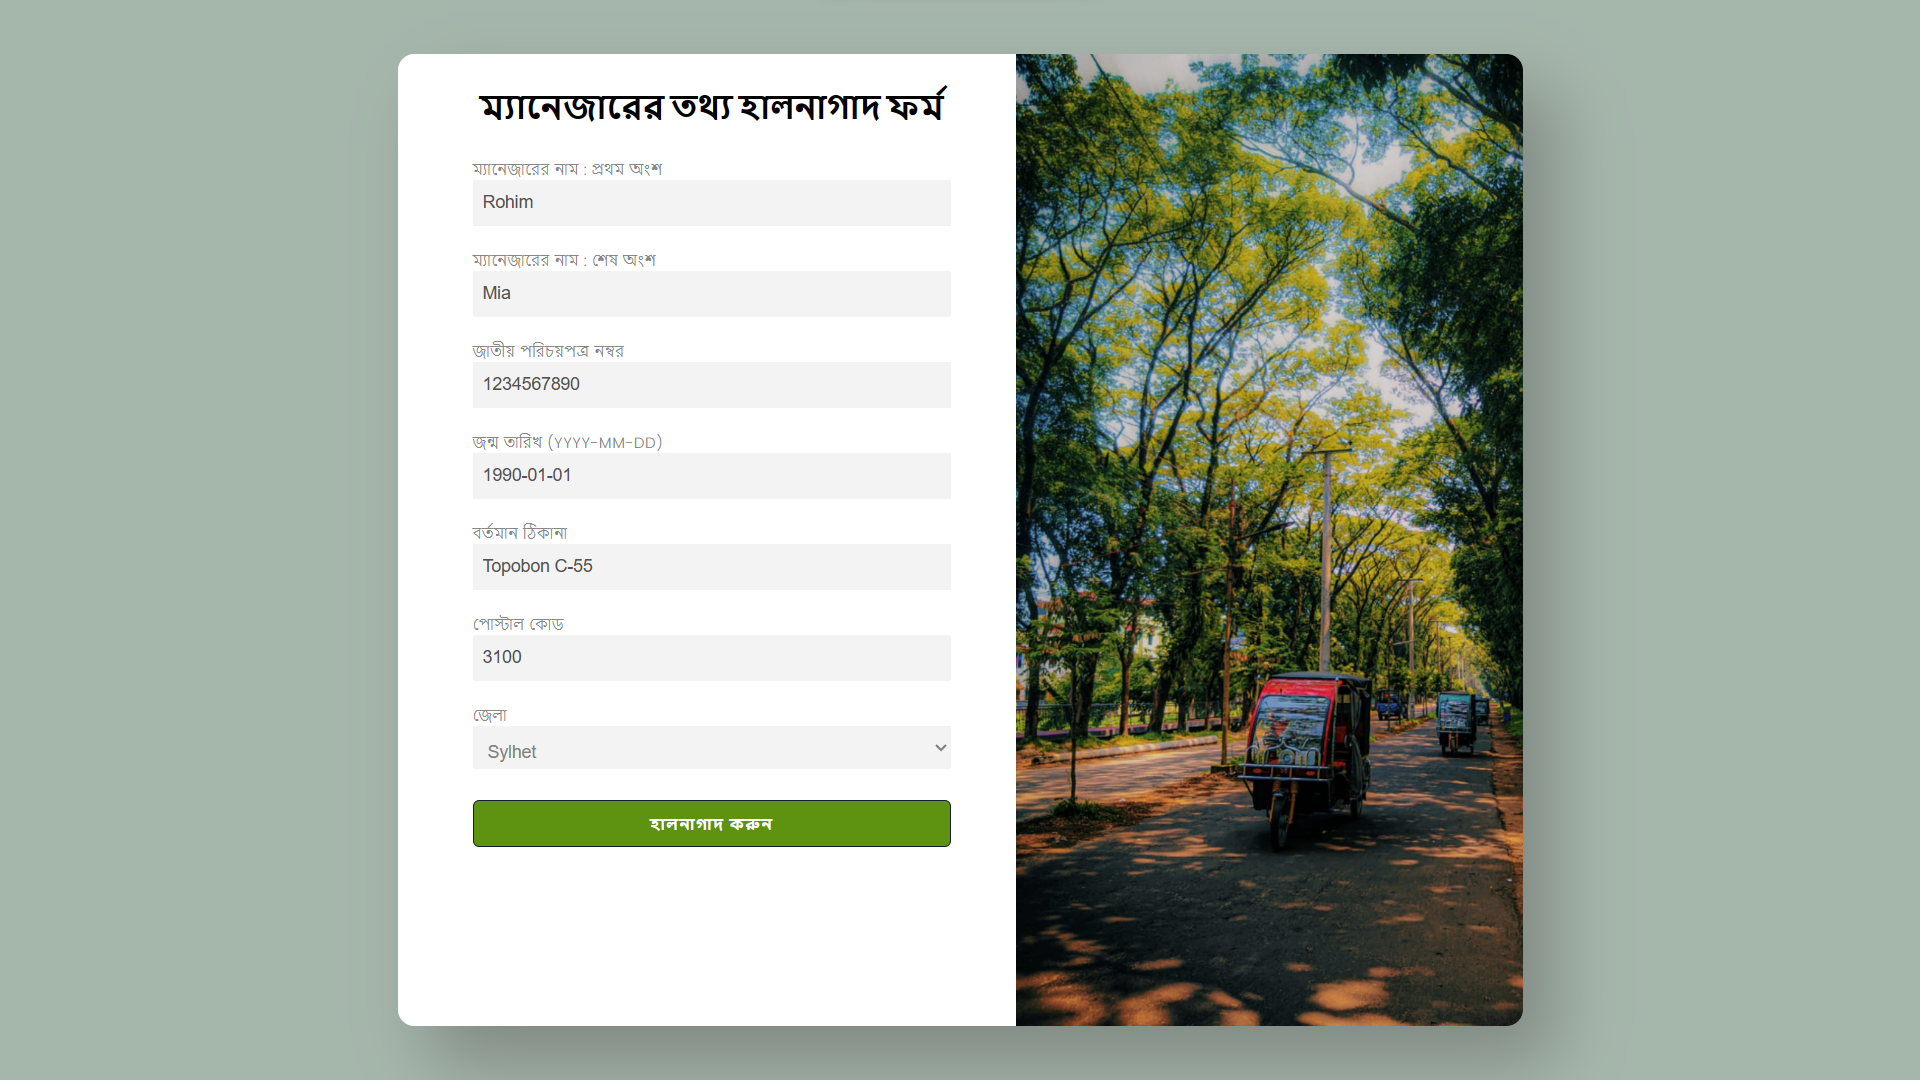 ম্যানেজারের তথ্য হালনাগাদ ফর্ম
ম্যানেজারের নাম : প্রথম অংশ
Rohim
ম্যানেজারের নাম : শেষ অংশ
Mia
জাতীয় পরিচয়পত্র নম্বর
1234567890
জন্ম তারিখ (YYYY-MM-DD)
1990-01-01
বর্তমান ঠিকানা
Topobon C-55
পোস্টাল কোড
3100
জেলা
Sylhet
হালনাগাদ করুন